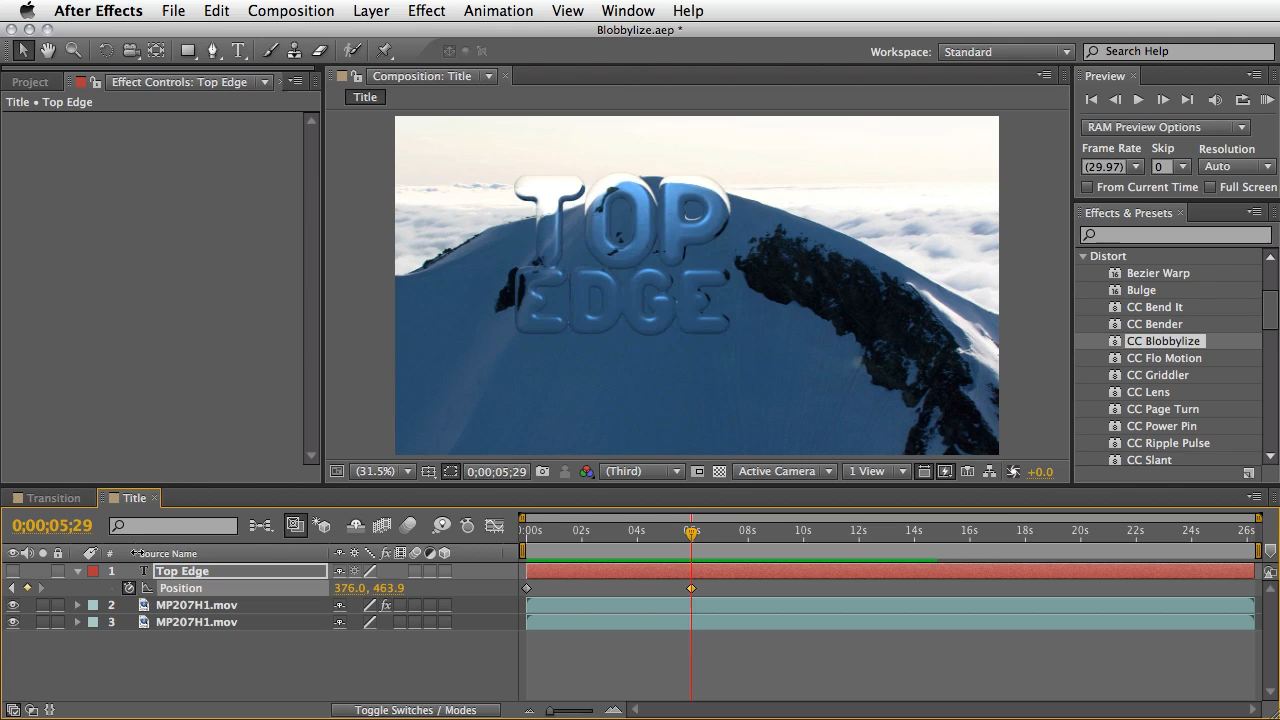 After Effects File Edit Composition Layer Effect Animation View Window Help
Blobbylize.aep *
Workspace: Standard Search Help
Project Effect Controls: Top Edge Composition: Title Preview
Title • Top Edge
Title
RAM Preview Options
Frame Rate Skip Resolution
(29.97) 0 Auto
From Current Time Full Screen
Effects & Presets
Distort
Bezier Warp
Bulge
CC Bend It
CC Bender
CC Blobbylize
CC Flo Motion
CC Griddler
CC Lens
CC Page Turn
CC Power Pin
CC Ripple Pulse
CC Slant
TOP
EDGE
(31.5%) 0;00;05;29 (Third) Active Camera 1 View +0.0
Transition Title
0;00;05;29
:00s 02s 04s 06s 08s 10s 12s 14s 16s 18s 20s 22s 24s 26s
# Source Name
1 T Top Edge
Position 376.0, 463.9
2 MP207H1.mov
3 MP207H1.mov
Toggle Switches / Modes